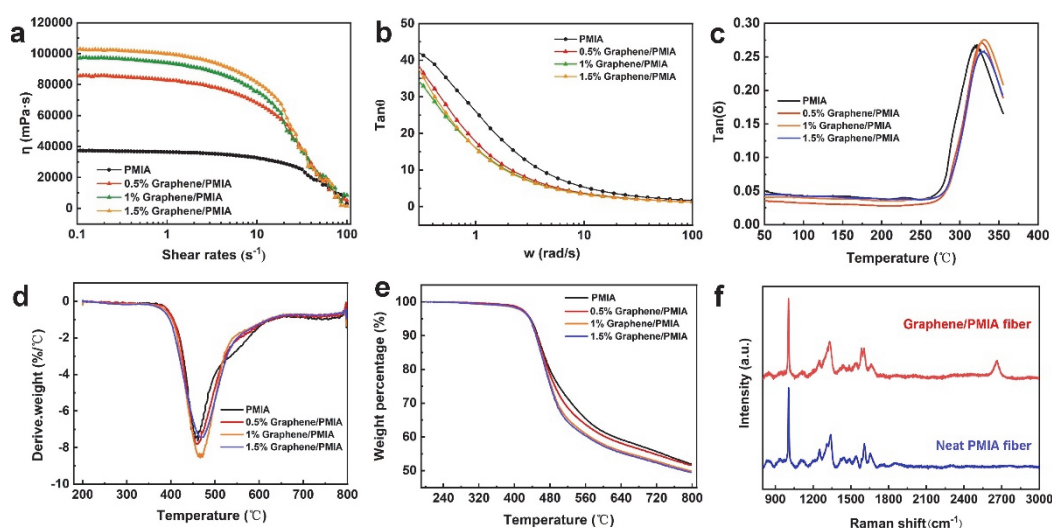 a
η (mPa·s)
120000
100000
80000
60000
40000
20000
0
PMIA
0.5% Graphene/PMIA
1% Graphene/PMIA
1.5% Graphene/PMIA
0.1
1
10
100
Shear rates (s⁻¹)
b
Tanθ
50
40
30
20
10
0
PMIA
0.5% Graphene/PMIA
1% Graphene/PMIA
1.5% Graphene/PMIA
1
10
100
w (rad/s)
c
Tan(δ)
0.30
0.25
0.20
0.15
0.10
0.05
0.00
PMIA
0.5% Graphene/PMIA
1% Graphene/PMIA
1.5% Graphene/PMIA
50
100
150
200
250
300
350
400
Temperature (℃)
d
Derive.weight (%/℃)
0
-2
-4
-6
-8
-10
PMIA
0.5% Graphene/PMIA
1% Graphene/PMIA
1.5% Graphene/PMIA
200
300
400
500
600
700
800
Temperature (℃)
e
Weight percentage (%)
100
90
80
70
60
50
PMIA
0.5% Graphene/PMIA
1% Graphene/PMIA
1.5% Graphene/PMIA
240
320
400
480
560
640
720
800
Temperature (℃)
f
Intensity (a.u.)
Graphene/PMIA fiber
Neat PMIA fiber
900
1200
1500
1800
2100
2400
2700
3000
Raman shift(cm⁻¹)